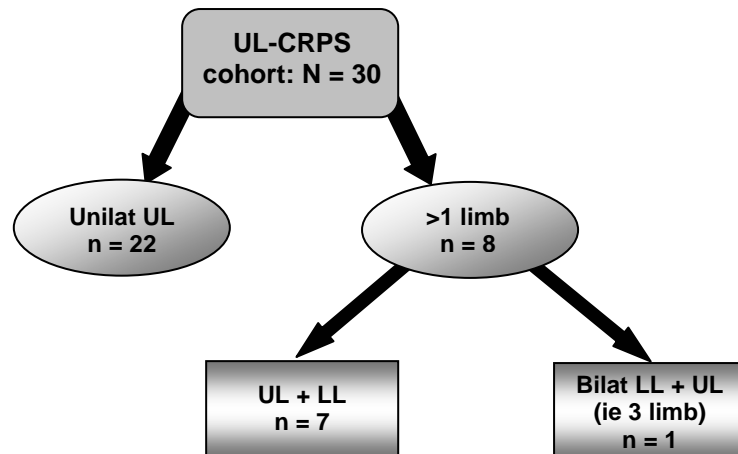 UL-CRPS
cohort: N = 30
Unilat UL
n = 22
>1 limb
n = 8
UL + LL
n = 7
Bilat LL + UL
(ie 3 limb)
n = 1